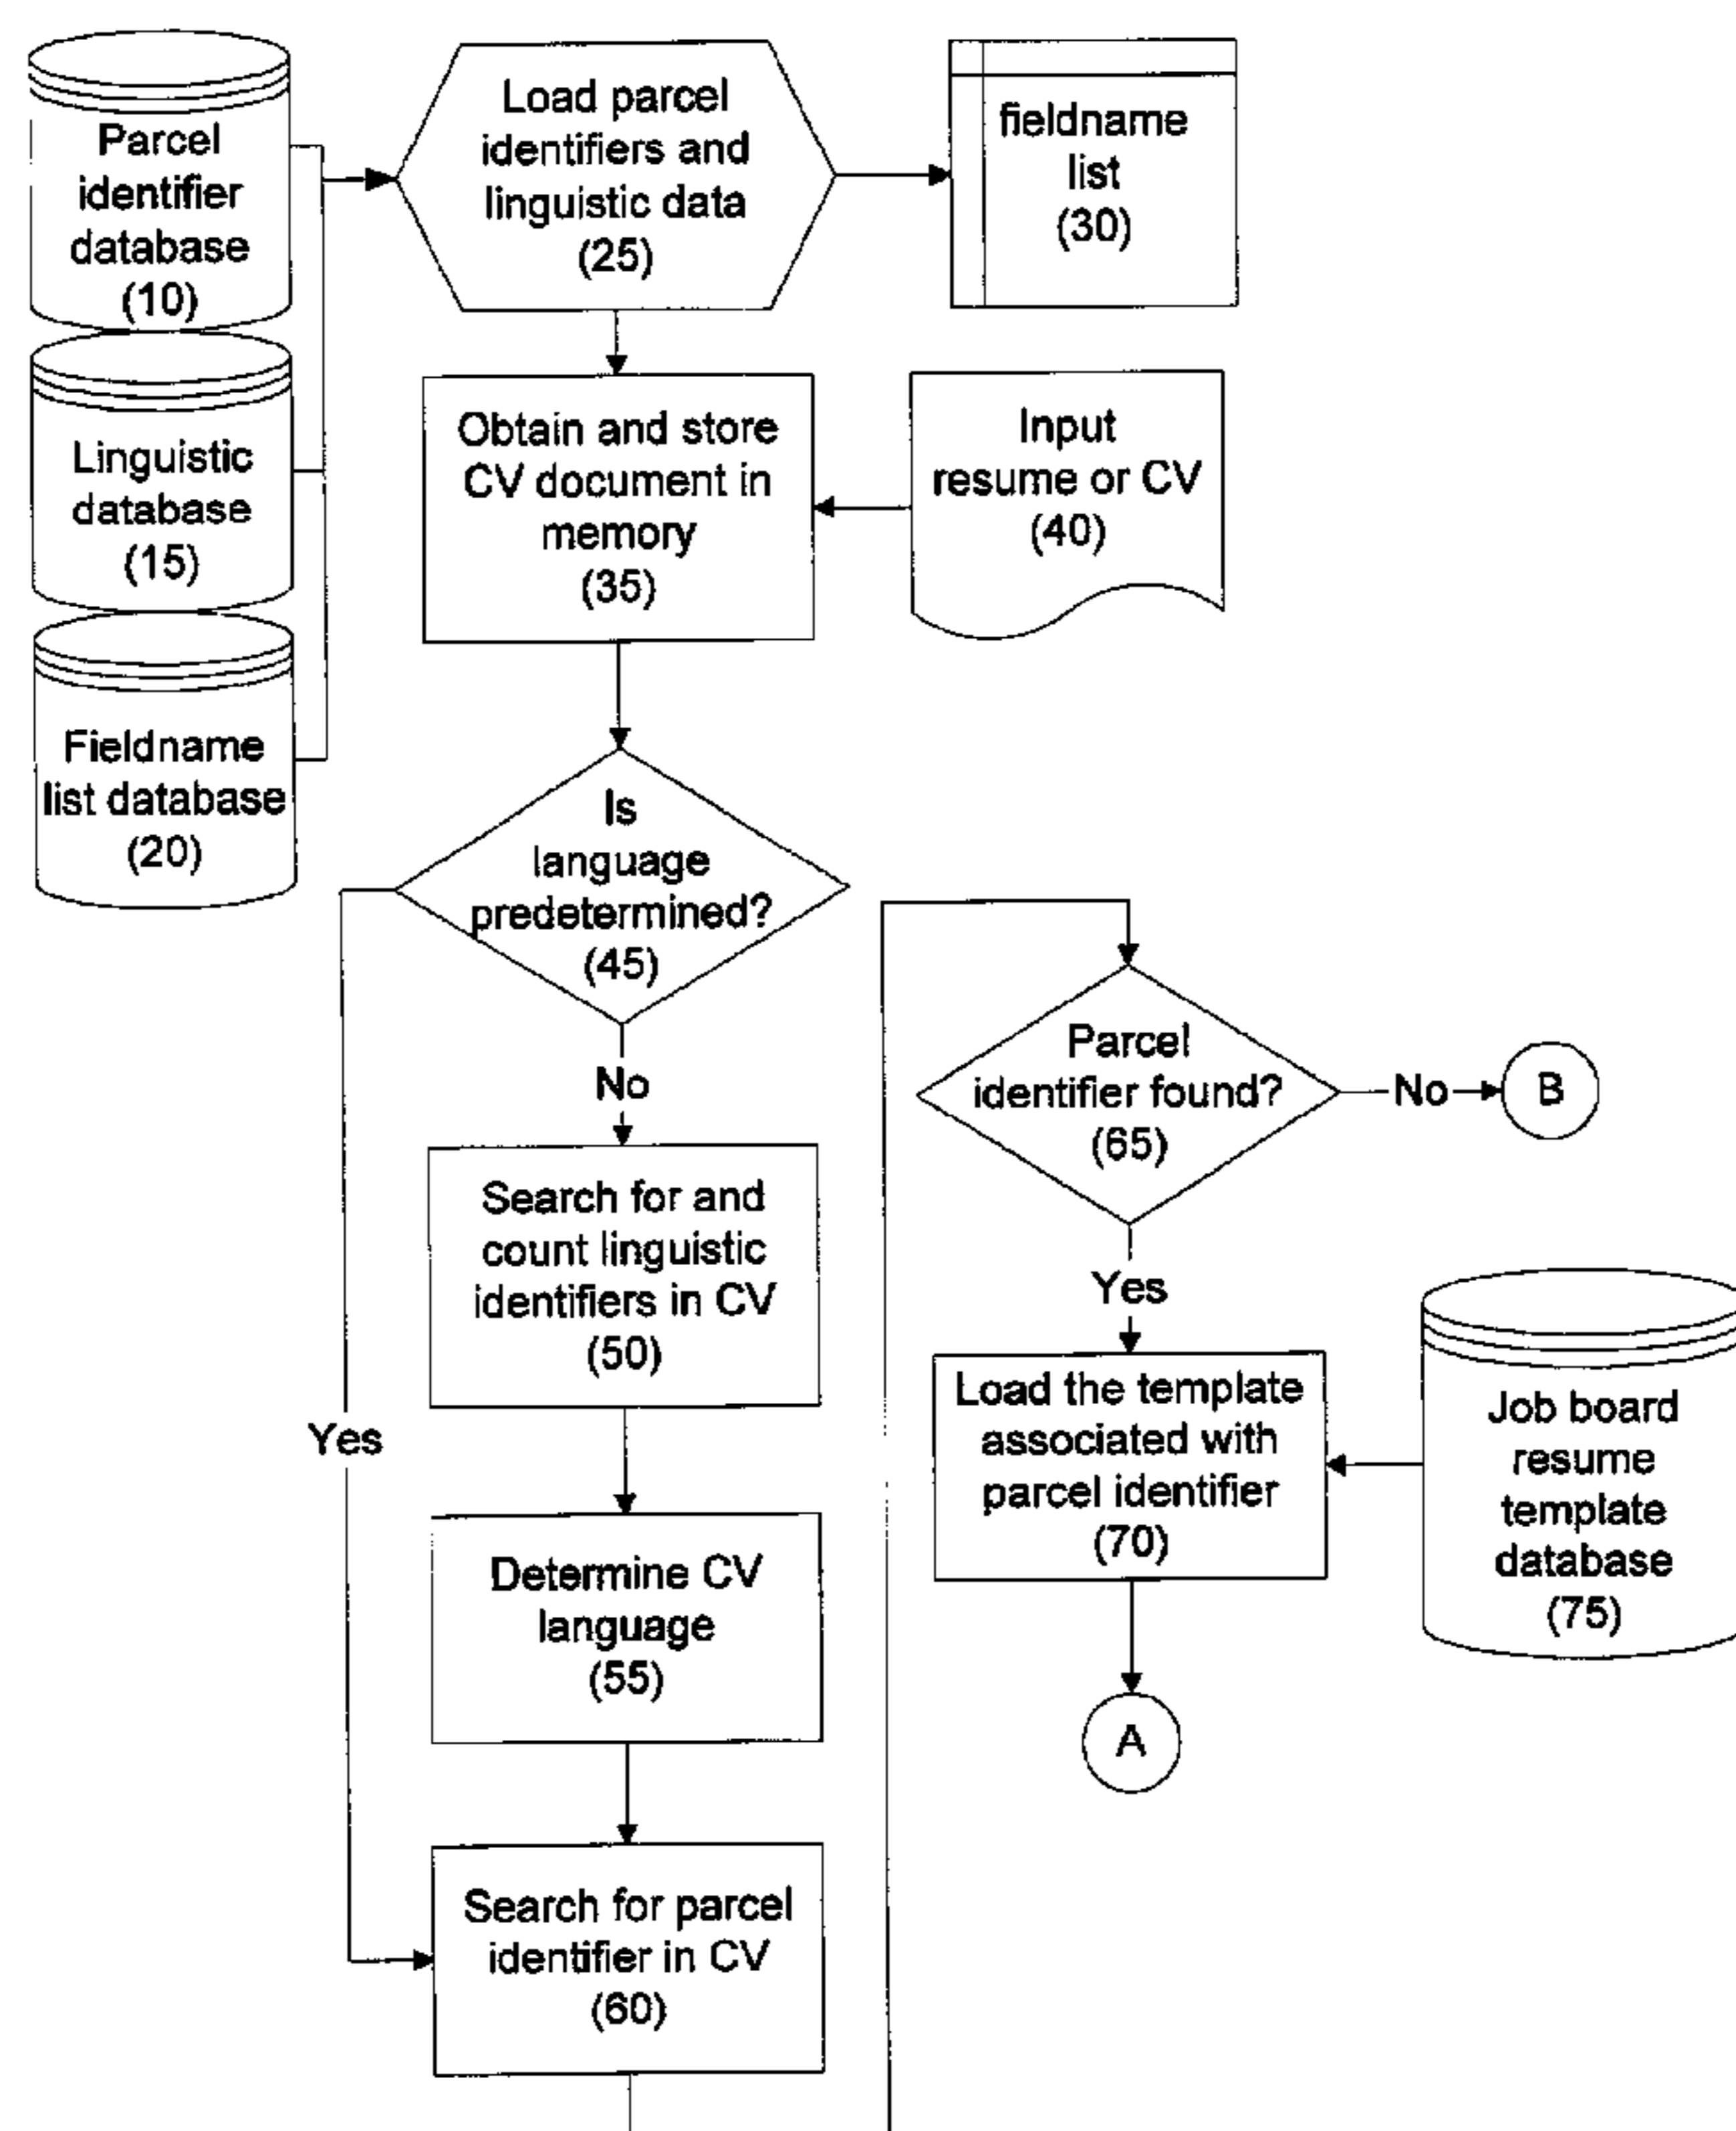 Parcel
identifier
database
(10)
Load parcel
identifiers and
linguistic data
(25)
fieldname
list
(30)
Linguistic
database
(15)
Obtain and store
CV document in
memory
(35)
Input
resume or CV
(40)
Fieldname
list database
(20)
Is
language
predetermined?
(45)
No
Search for and
count linguistic
identifiers in CV
(50)
Yes
Determine CV
language
(55)
Search for parcel
identifier in CV
(60)
Parcel
identifier found?
(65)
No
B
Yes
Load the template
associated with
parcel identifier
(70)
Job board
resume
template
database
(75)
A